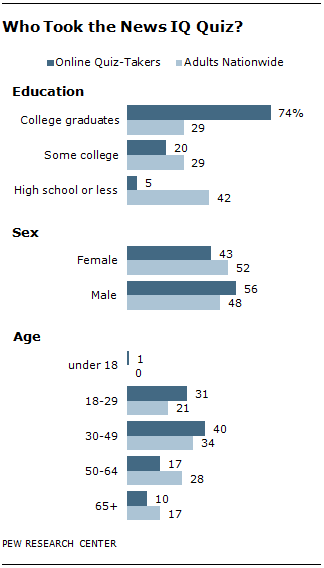 Who Took the News IQ Quiz?
Online Quiz-Takers Adults Nationwide
Education
College graduates 74%
29
Some college 20
29
High school or less 5
42
Sex
Female 43
52
Male 56
48
Age
under 18 1
0
18-29 31
21
30-49 40
34
50-64 17
28
65+ 10
17
PEW RESEARCH CENTER